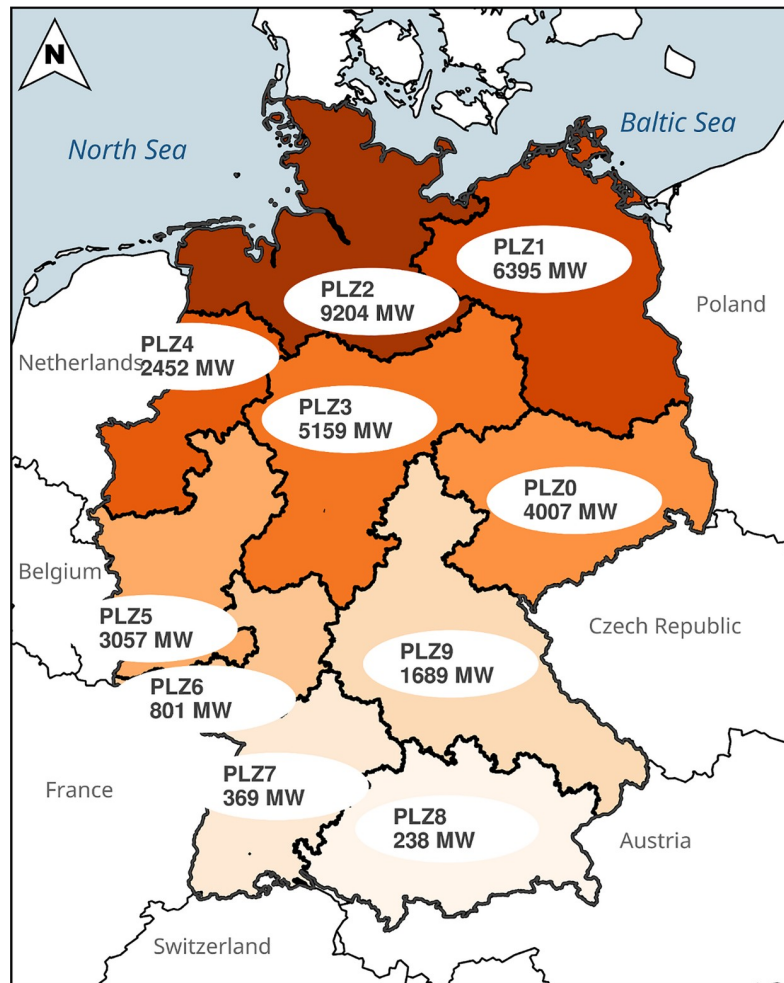 N
North Sea
Baltic Sea
PLZ1
6395 MW
PLZ2
9204 MW
Poland
PLZ4
Netherlands
2452 MW
PLZ3
5159 MW
PLZ0
4007 MW
Belgium
PLZ5
3057 MW
Czech Republic
PLZ9
1689 MW
PLZ6
801 MW
PLZ7
369 MW
France
PLZ8
238 MW
Austria
Switzerland